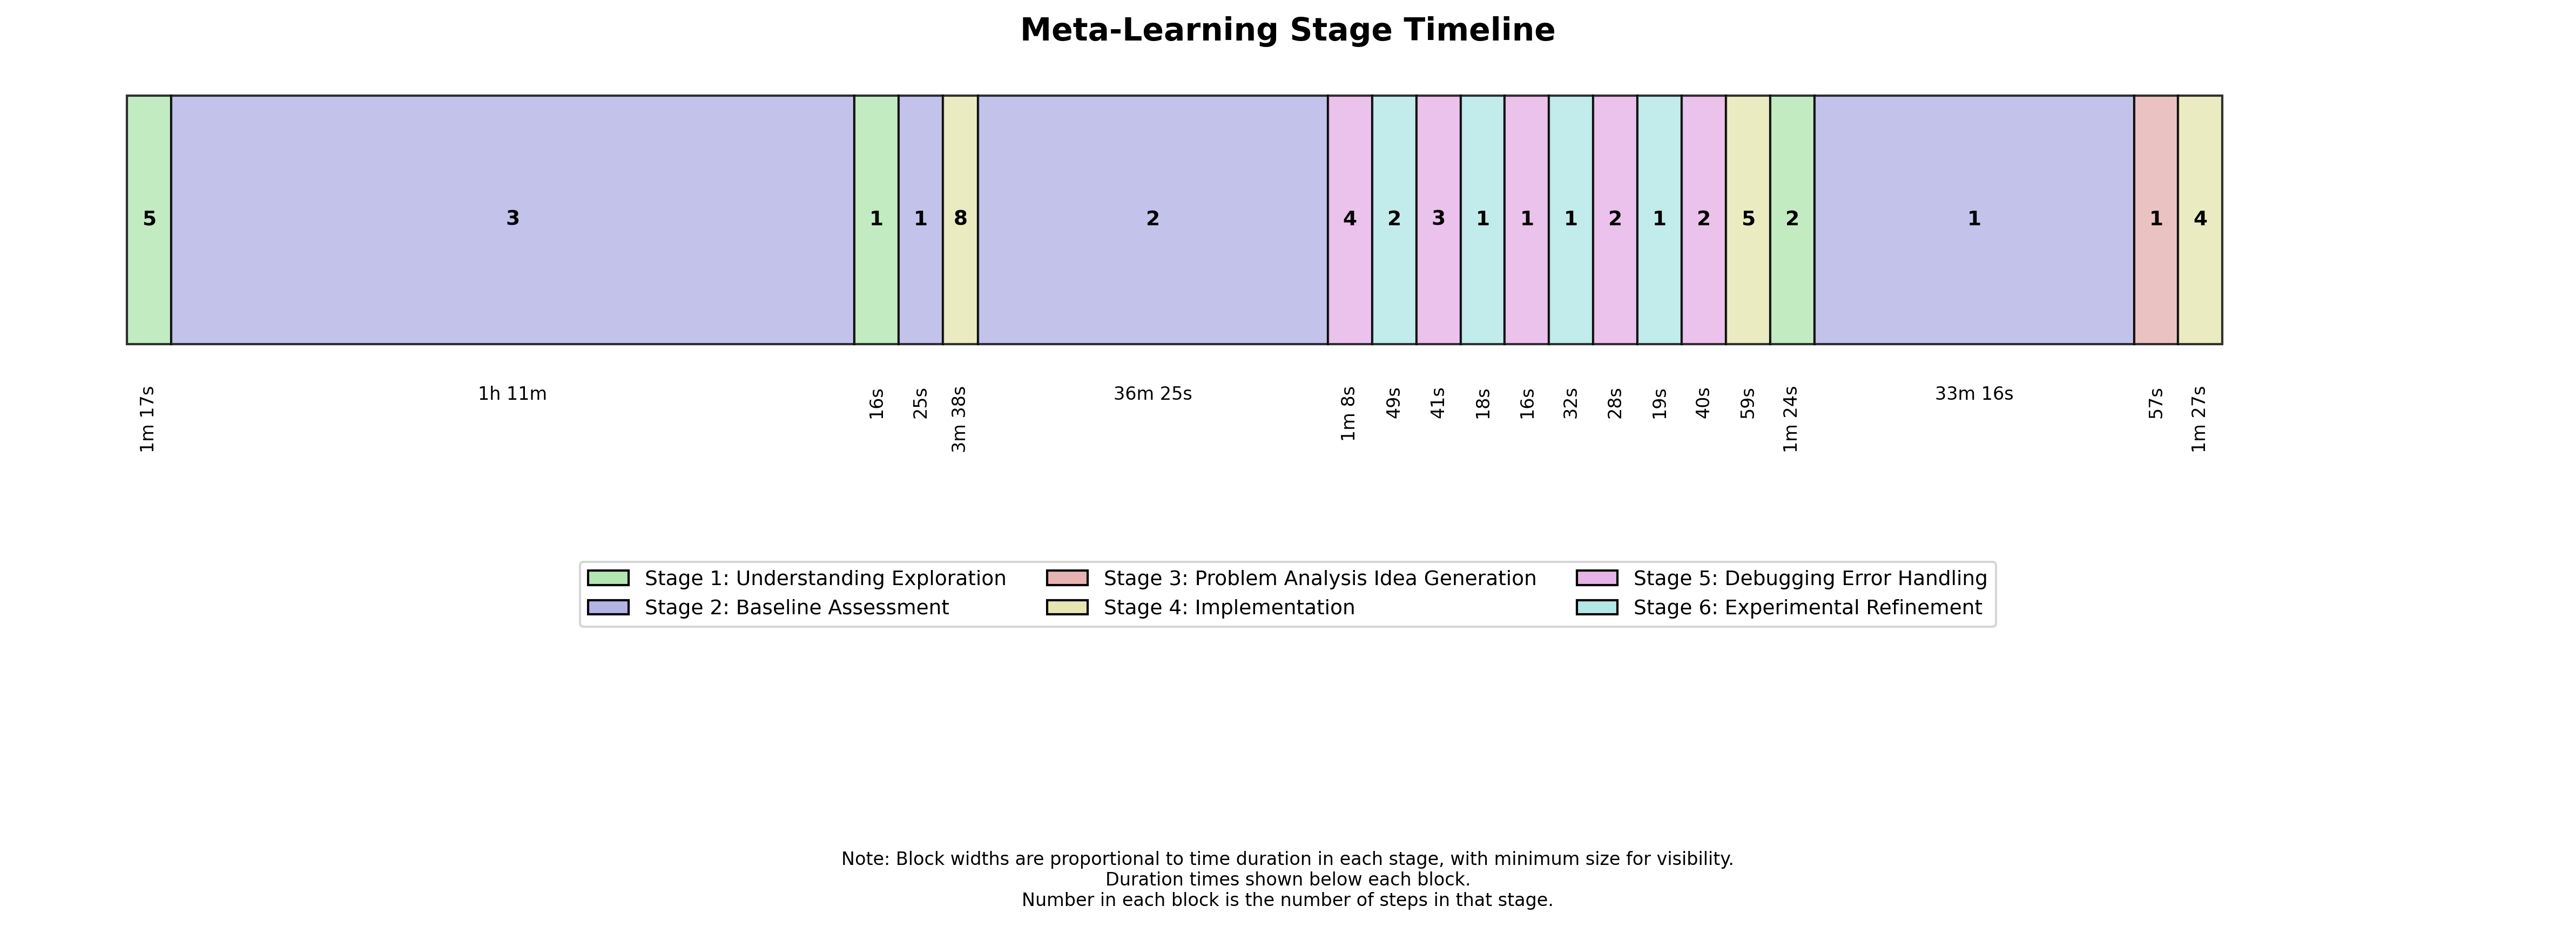 Meta-Learning Stage Timeline
5 3 1 1 8 2 4 2 3 1 1 1 2 1 2 5 2 1 1 4
1m 17s 1h 11m 16s 25s 3m 38s 36m 25s 1m 8s 49s 41s 18s 16s 32s 28s 19s 40s 59s 1m 24s 33m 16s 57s 1m 27s
Stage 1: Understanding Exploration
Stage 2: Baseline Assessment
Stage 3: Problem Analysis Idea Generation
Stage 4: Implementation
Stage 5: Debugging Error Handling
Stage 6: Experimental Refinement
Note: Block widths are proportional to time duration in each stage, with minimum size for visibility.
Duration times shown below each block.
Number in each block is the number of steps in that stage.